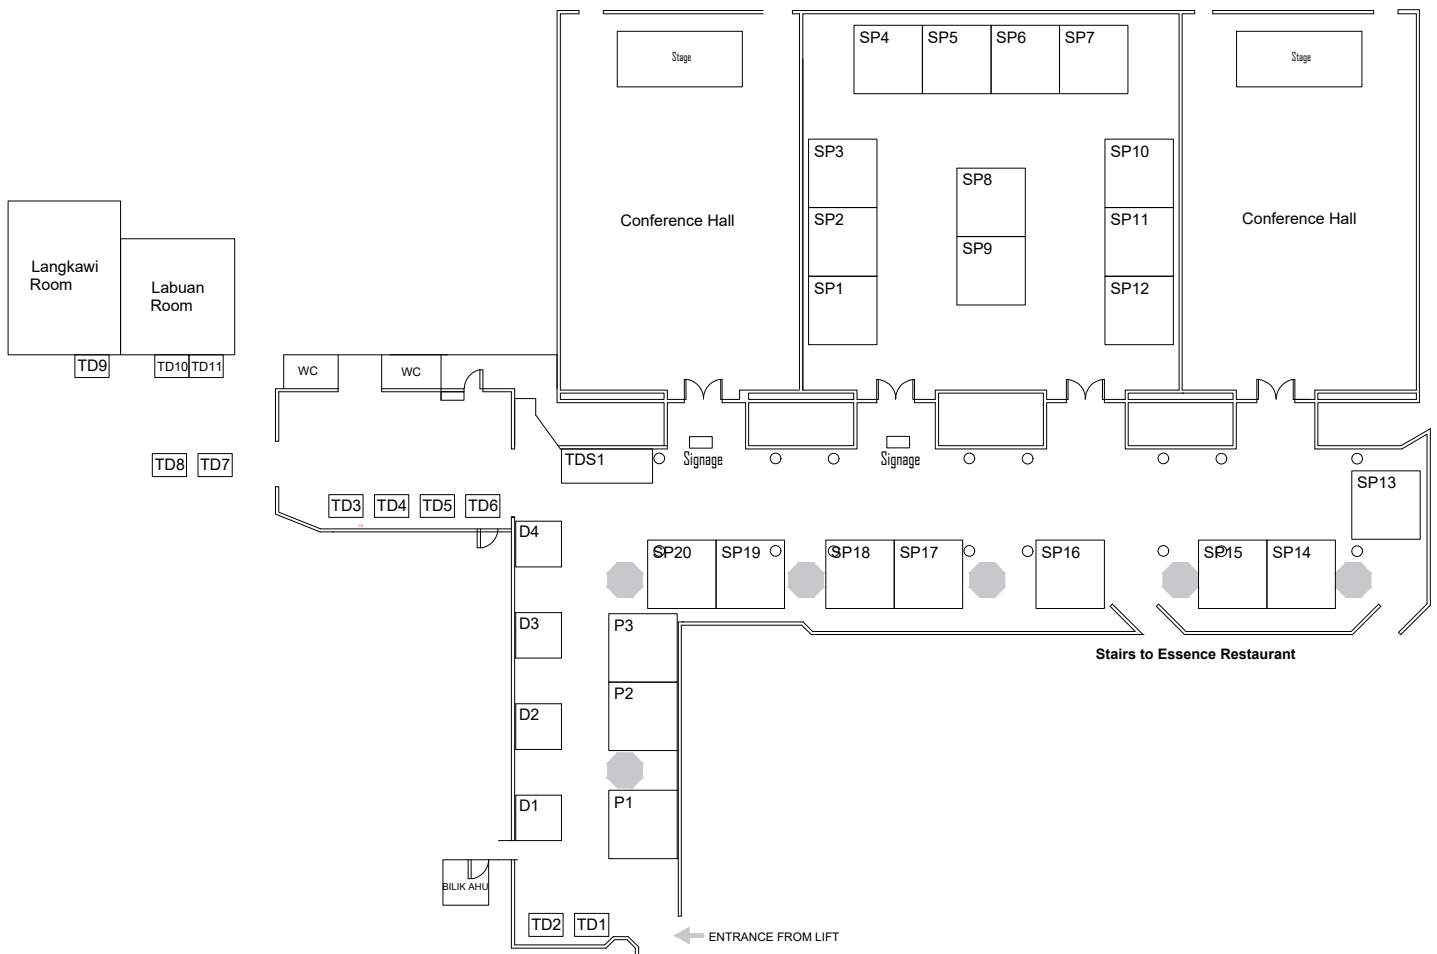 Stage
SP4
SP5
SP6
SP7
Stage
SP3
SP10
SP8
SP2
SP11
Conference Hall
Conference Hall
SP9
Langkawi
Room
Labuan
Room
SP1
SP12
TD9
TD10
TD11
WC
WC
TD8
TD7
TDS1
Signage
Signage
SP13
TD3
TD4
TD5
TD6
D4
SP20
SP19
SP18
SP17
SP16
SP15
SP14
D3
P3
Stairs to Essence Restaurant
P2
D2
D1
P1
BILIK AHU
TD2
TD1
ENTRANCE FROM LIFT